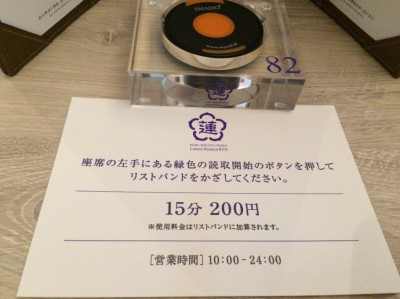 82
蓮
座席の左手にある緑色の読取開始のボタンを押して
リストバンドをかざしてください。
15分 200円
※使用料金はリストバンドに加算されます。
[営業時間] 10:00-24:00